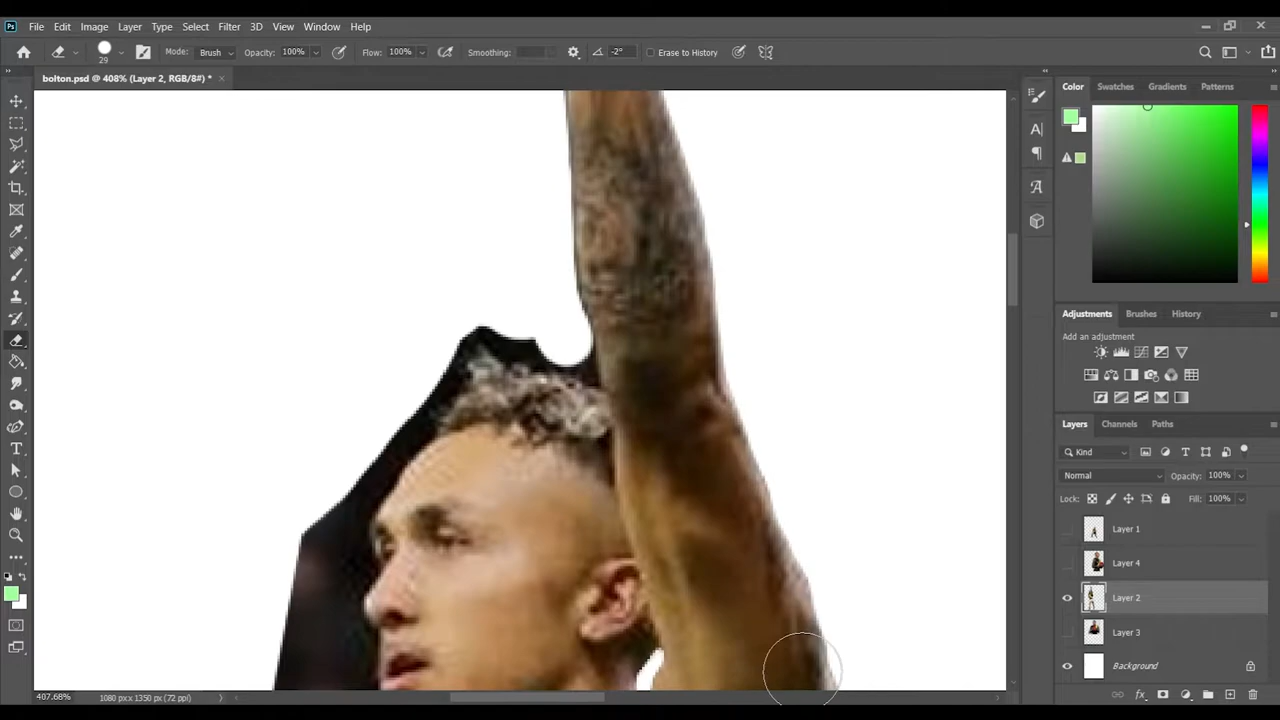 Ps File Edit Image Layer Type Select Filter 3D View Window Help
29 Mode: Brush Opacity: 100% Flow: 100% Smoothing: -2° Erase to History
bolton.psd @ 408% (Layer 2, RGB/8#) *
Color Swatches Gradients Patterns
Adjustments Brushes History
Add an adjustment
Layers Channels Paths
Kind
Normal Opacity: 100%
Lock: Fill: 100%
Layer 1
Layer 4
Layer 2
Layer 3
Background
407.68% 1080 px x 1350 px (72 ppi)